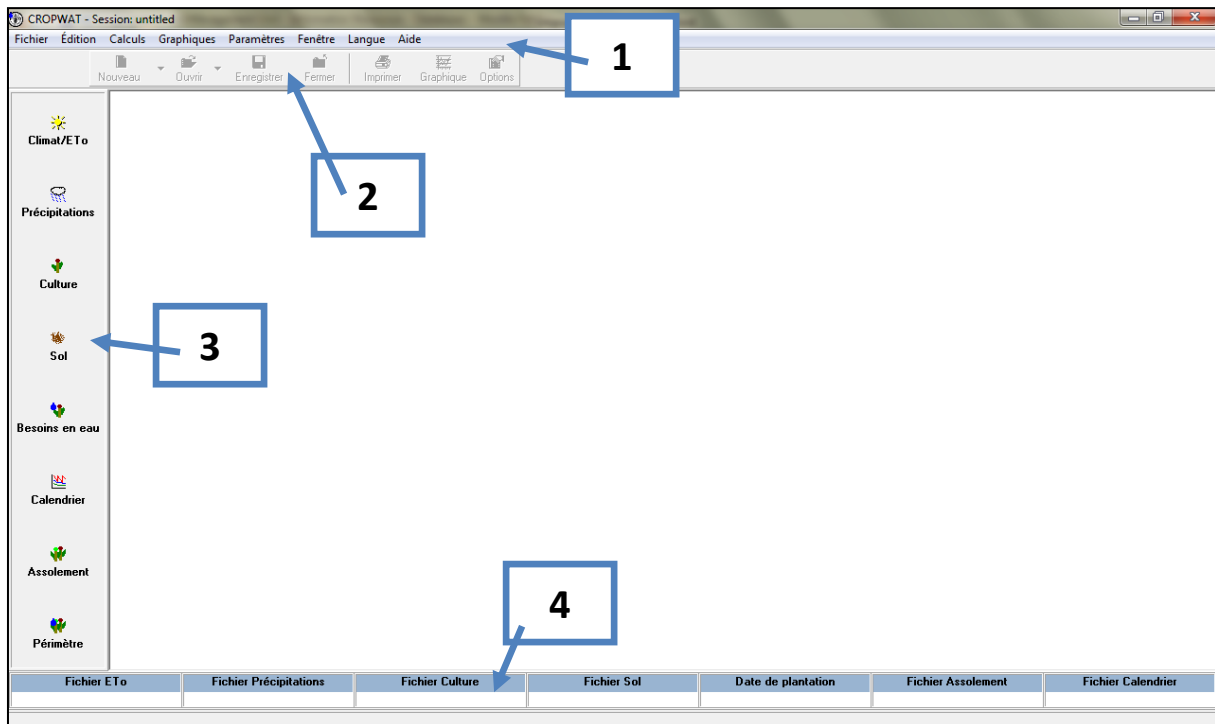 CROPWAT - Session: untitled
Fichier Édition Calculs Graphiques Paramètres Fenêtre Langue Aide
1
Nouveau Ouvrir Enregistrer Fermer Imprimer Graphique Options
Climat/ETo
2
Précipitations
Culture
3
Sol
Besoins en eau
Calendrier
Assolement
4
Périmètre
Fichier ETo Fichier Précipitations Fichier Culture Fichier Sol Date de plantation Fichier Assolement Fichier Calendrier